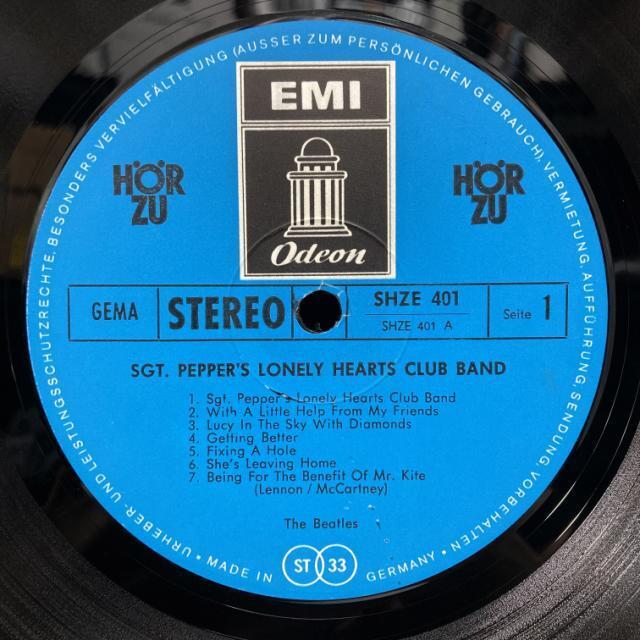 URHEBER- UND LEISTUNGSSCHUTZRECHTE, BESONDERS VERVIELFÄLTIGUNG (AUSSER ZUM PERSÖNLICHEN GEBRAUCH), VERMIETUNG, AUFFÜHRUNG, SENDUNG, VORBEHALTEN •
EMI
HÖR ZU
HÖR ZU
Odeon
GEMA STEREO SHZE 401 Seite 1
SHZE 401 A
SGT. PEPPER'S LONELY HEARTS CLUB BAND
1. Sgt. Pepper's Lonely Hearts Club Band
2. With A Little Help From My Friends
3. Lucy In The Sky With Diamonds
4. Getting Better
5. Fixing A Hole
6. She's Leaving Home
7. Being For The Benefit Of Mr. Kite
(Lennon / McCartney)
The Beatles
• MADE IN ST 33 GERMANY •